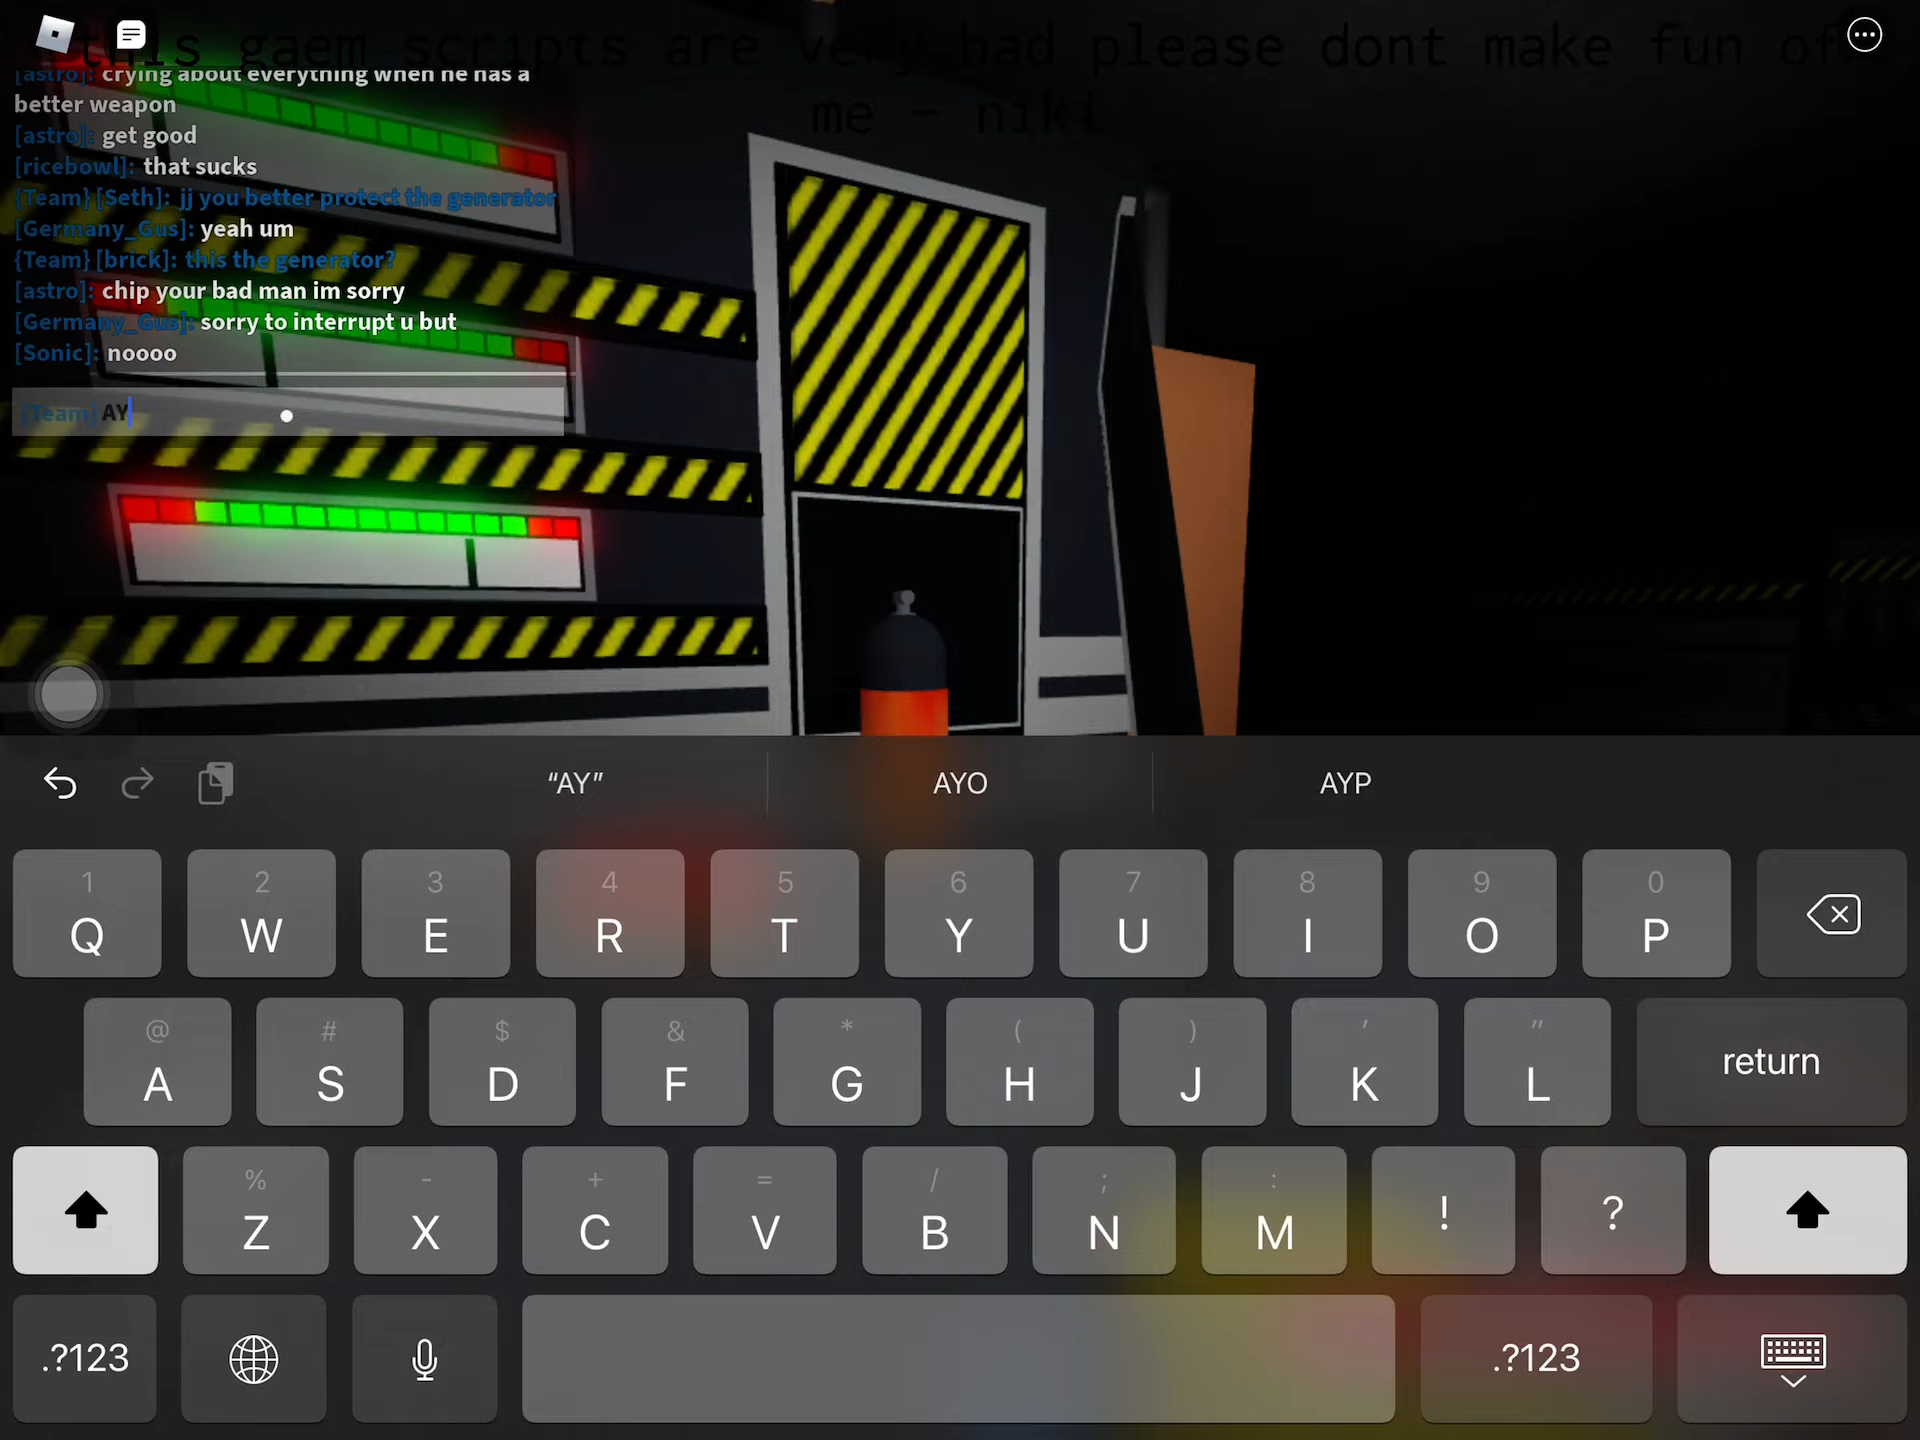 this gaem scripts are very bad please dont make fun of
me - niki
[astro]: crying about everything when he has a
better weapon
[astro]: get good
[ricebowl]: that sucks
{Team} [Seth]: jj you better protect the generator
[Germany_Gus]: yeah um
{Team} [brick]: this the generator?
[astro]: chip your bad man im sorry
[Germany_Gus]: sorry to interrupt u but
[Sonic]: noooo
{Team} AY
“AY” AYO AYP
1 2 3 4 5 6 7 8 9 0
Q W E R T Y U I O P
@ # $ & * ( ) ' "
A S D F G H J K L return
% - + = / ; :
Z X C V B N M ! ?
.?123 .?123